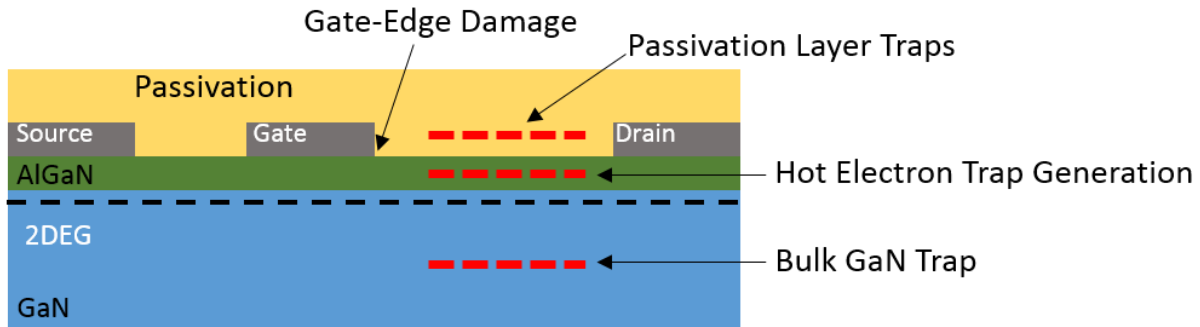 Gate-Edge Damage
Passivation Layer Traps
Passivation
Source
Gate
Drain
AlGaN
Hot Electron Trap Generation
2DEG
Bulk GaN Trap
GaN